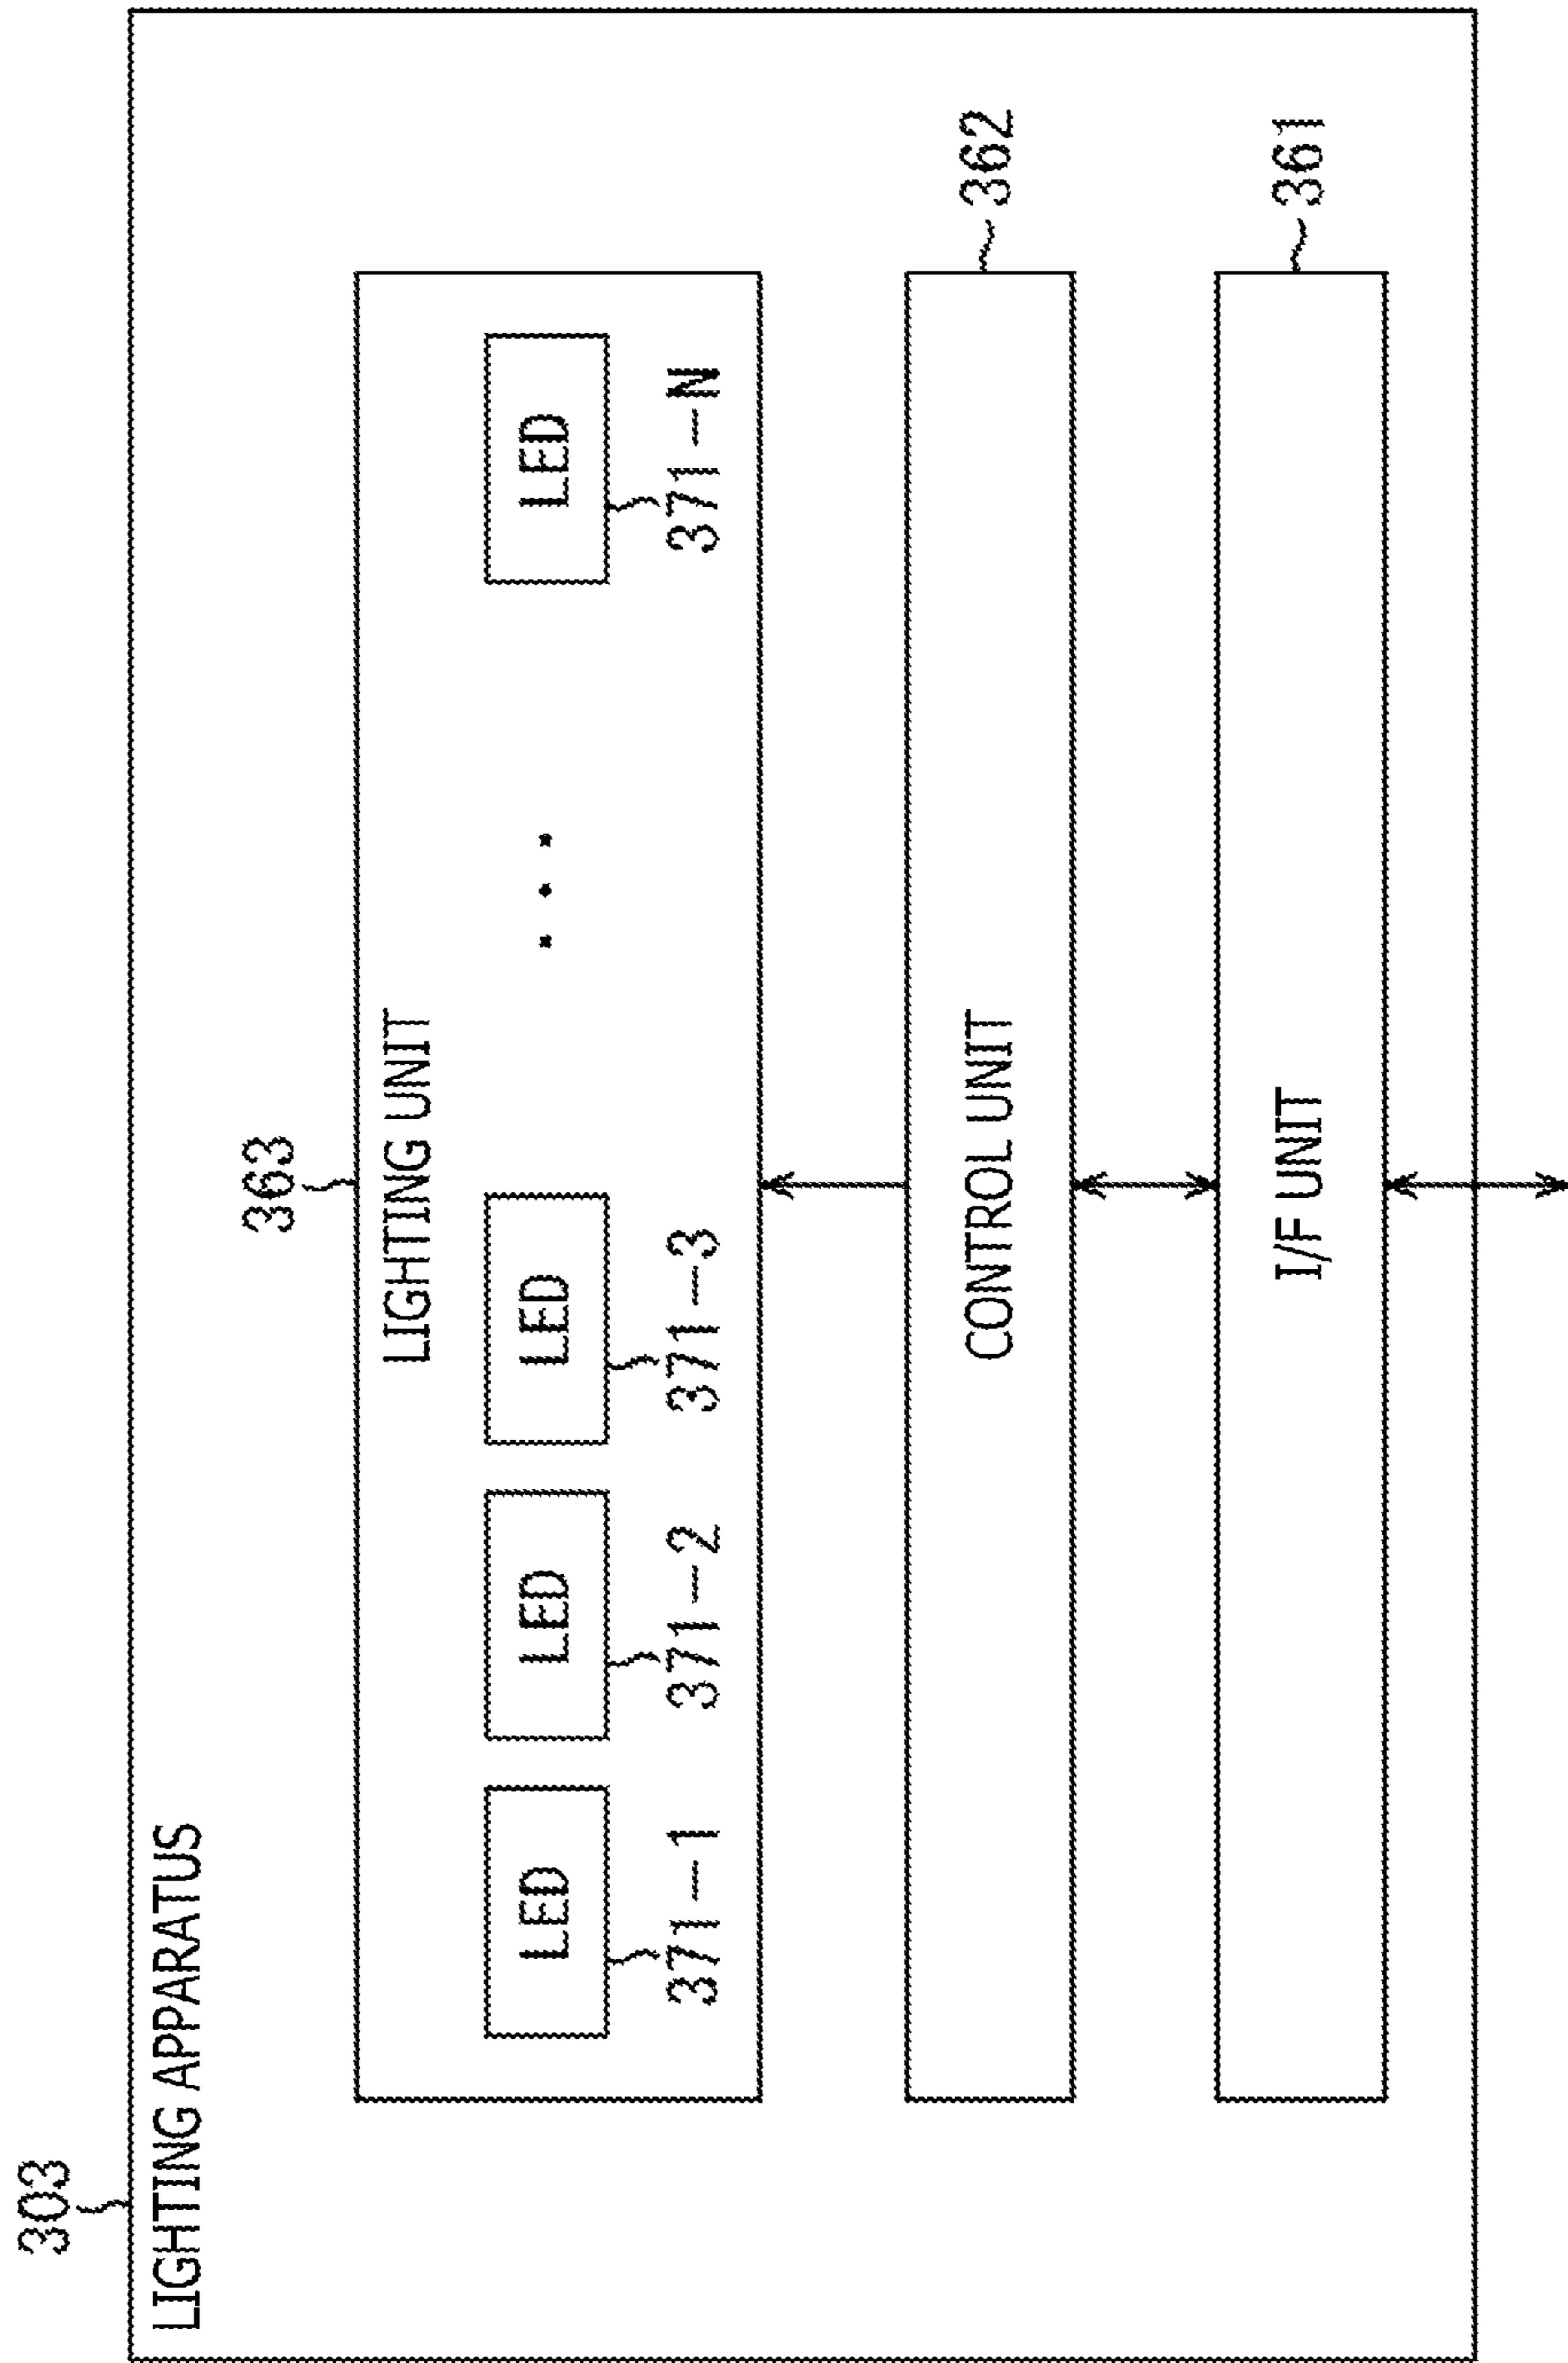 303
LIGHTING APPARATUS
363
LIGHTING UNIT
LED
LED
LED
. . .
LED
371-1
371-2
371-3
371-N
CONTROL UNIT
362
I/F UNIT
361